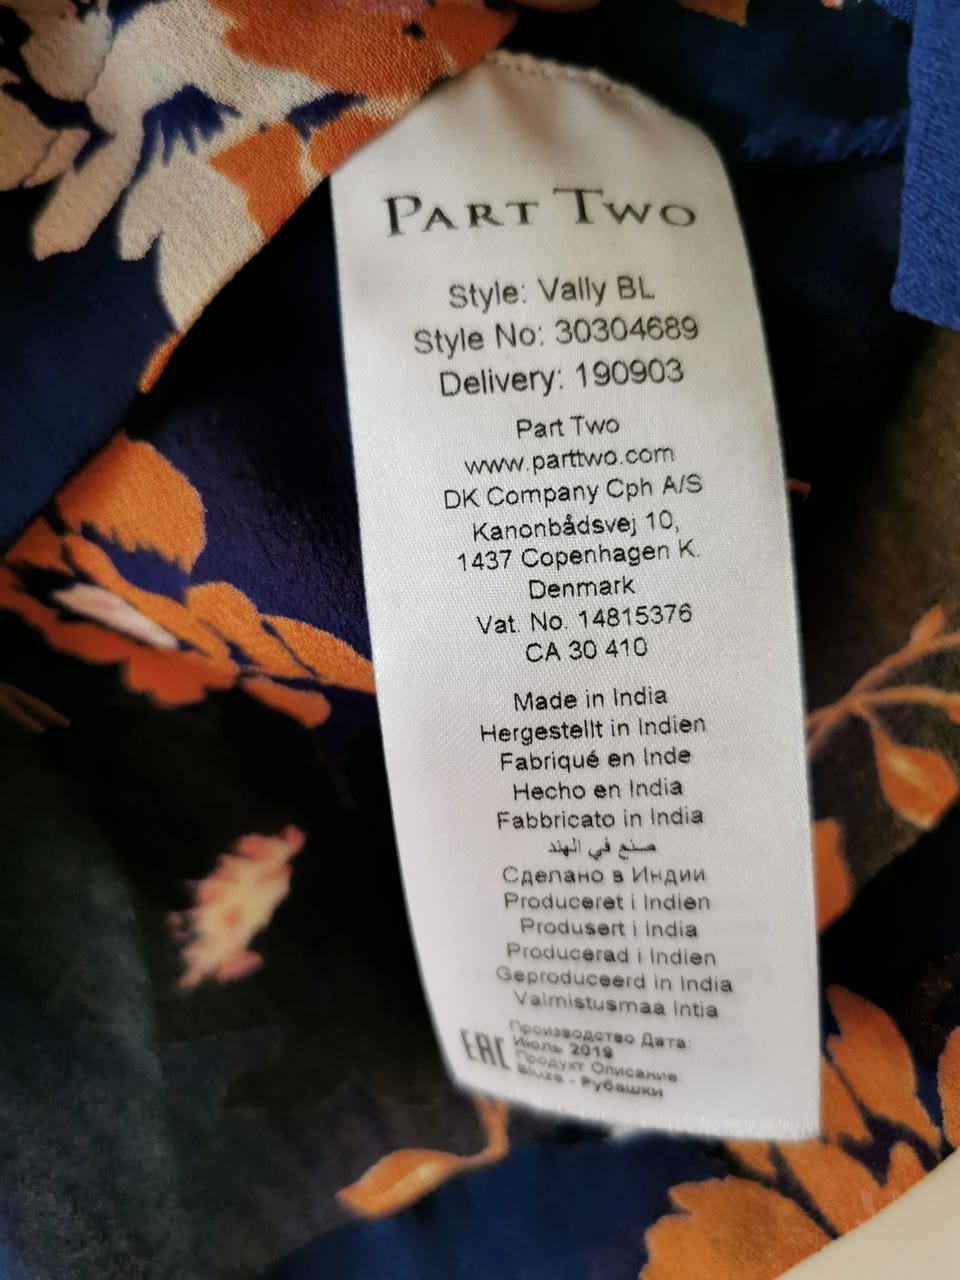 PART TWO
Style: Vally BL
Style No: 30304689
Delivery: 190903
Part Two
www.parttwo.com
DK Company Cph A/S
Kanonbådsvej 10,
1437 Copenhagen K.
Denmark
Vat. No. 14815376
CA 30 410
Made in India
Hergestellt in Indien
Fabriqué en Inde
Hecho en India
Fabbricato in India
صنع في الهند
Сделано в Индии
Produceret i Indien
Produsert i India
Producerad i Indien
Geproduceerd in India
Valmistusmaa Intia
EAC
Производство Дата:
Июль 2019
Продукт Описание:
Bluze - Рубашки